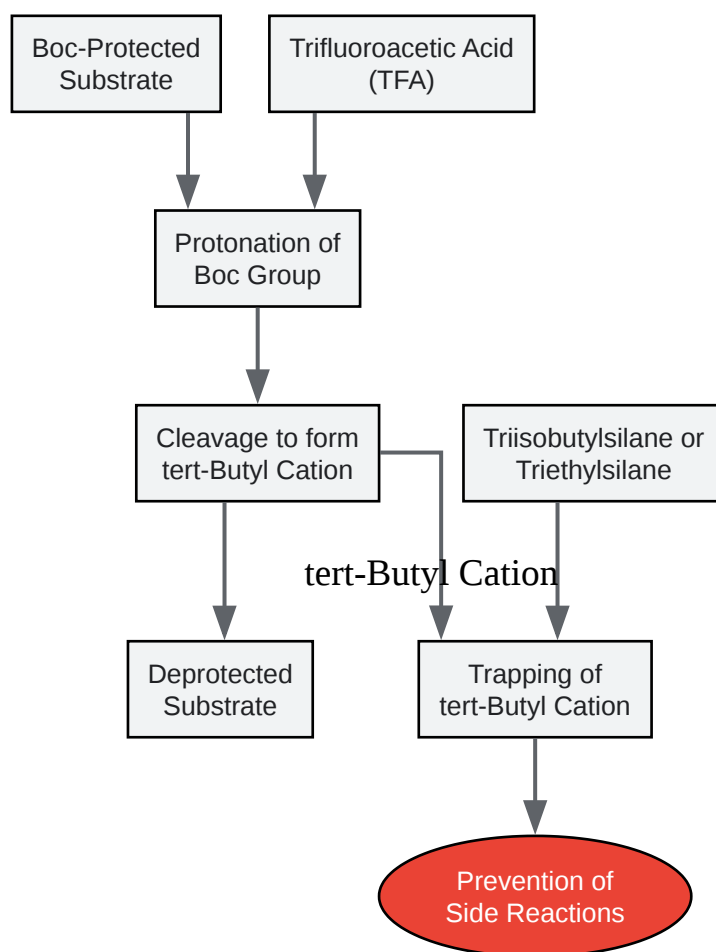 Boc-Protected
Substrate
Trifluoroacetic Acid
(TFA)
Protonation of
Boc Group
Cleavage to form
tert-Butyl Cation
Triisobutylsilane or
Triethylsilane
tert-Butyl Cation
Deprotected
Substrate
Trapping of
tert-Butyl Cation
Prevention of
Side Reactions